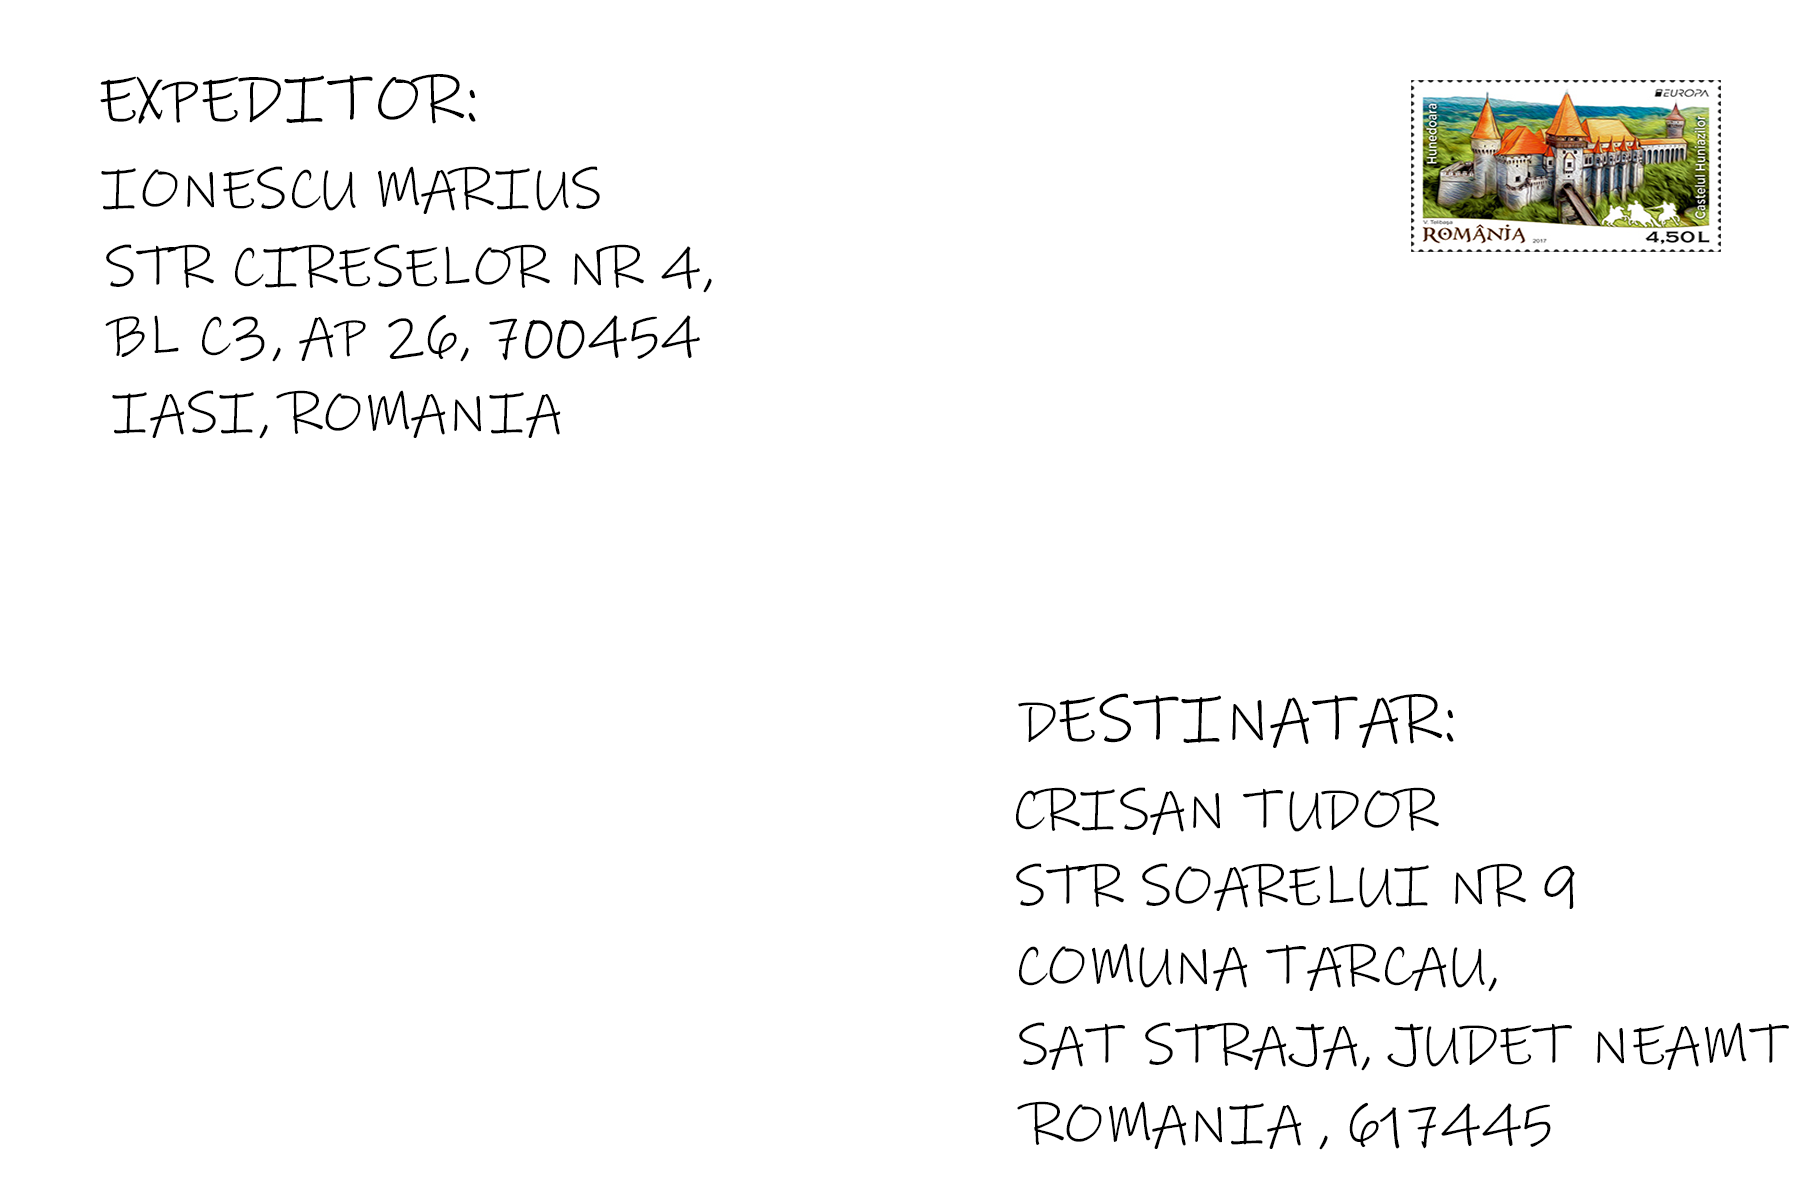 EXPEDITOR:
IONESCU MARIUS
STR CIRESELOR NR 4,
BL C3, AP 26, 700454
IASI, ROMANIA
EUROPA
Hunedoara
Castelul Huniazilor
V. Telibaşa
ROMÂNIA 2017 4,50L
DESTINATAR:
CRISAN TUDOR
STR SOARELUI NR 9
COMUNA TARCAU,
SAT STRAJA, JUDET NEAMT
ROMANIA , 617445